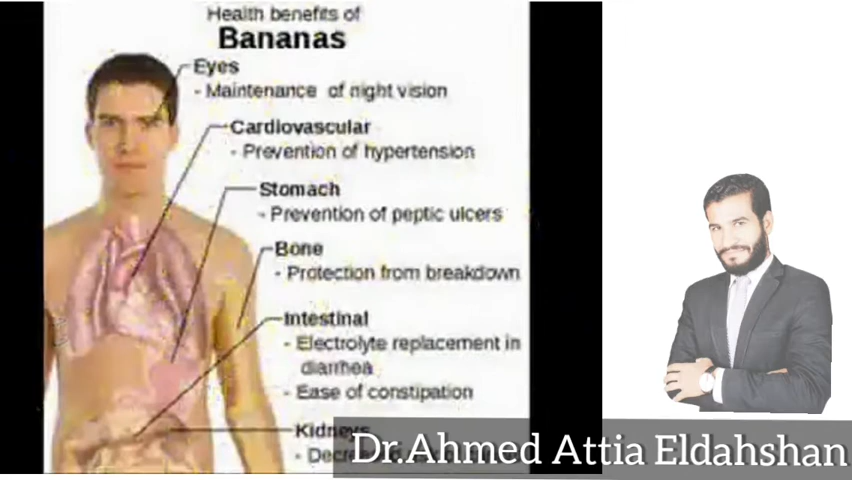 Health benefits of
Bananas
Eyes
- Maintenance of night vision
Cardiovascular
- Prevention of hypertension
Stomach
- Prevention of peptic ulcers
Bone
- Protection from breakdown
Intestinal
- Electrolyte replacement in
diarrhea
- Ease of constipation
Kidneys
Dr.Ahmed Attia Eldahshan